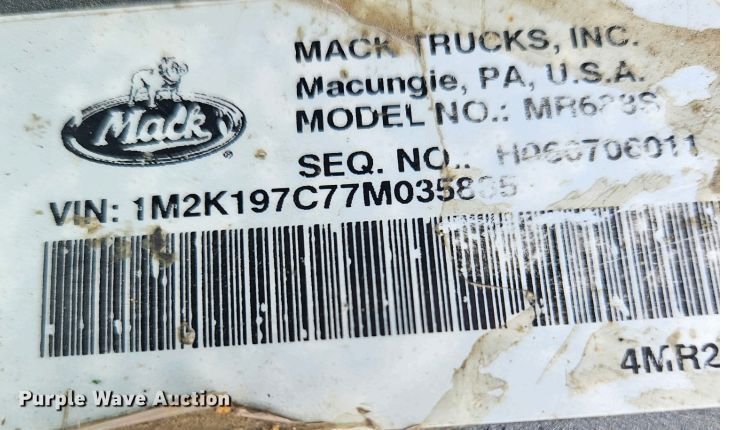 MACK TRUCKS, INC.
Macungie, PA, U.S.A.
Mack
®
MODEL NO.:
SEQ. NO.:
VIN:
4MR2
Purple Wave Auction